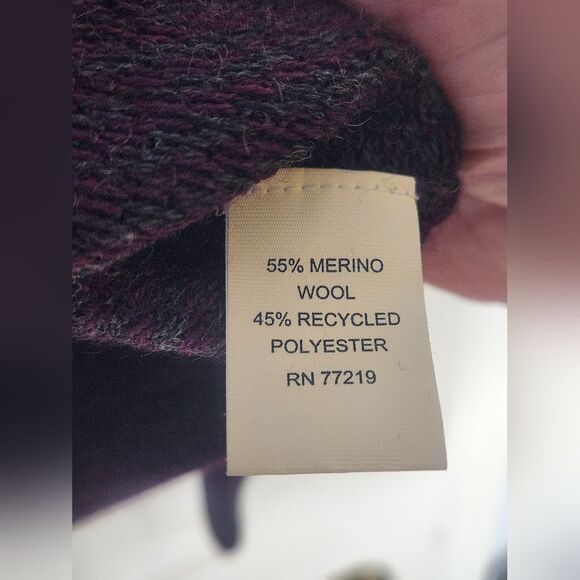 55% MERINO
WOOL
45% RECYCLED
POLYESTER
RN 77219